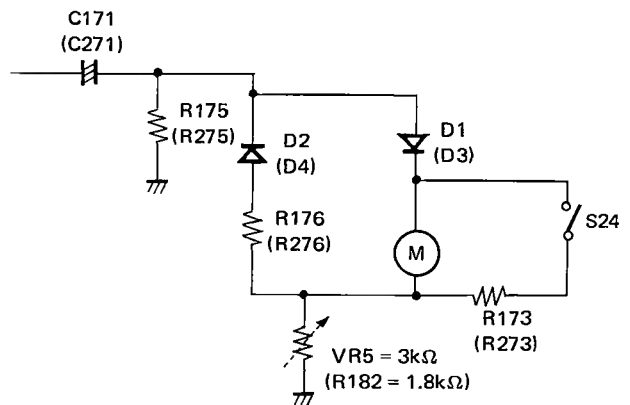 C171
(C271)
R175
(R275)
D2
(D4)
D1
(D3)
R176
(R276)
M
S24
R173
(R273)
VR5 = 3kΩ
(R182 = 1.8kΩ)